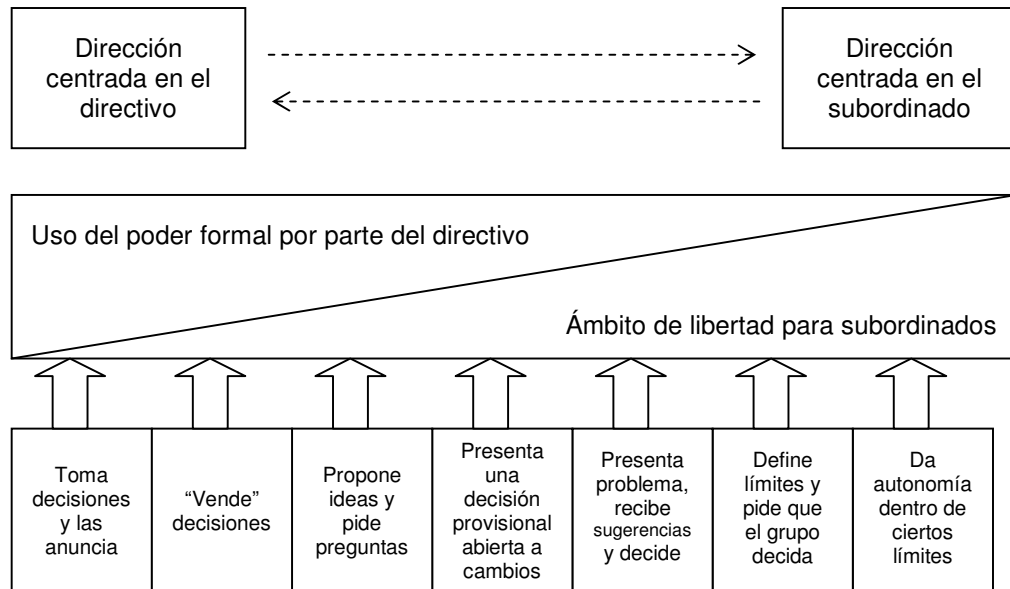 Dirección
centrada en el
directivo
Dirección
centrada en el
subordinado
Uso del poder formal por parte del directivo
Ámbito de libertad para subordinados
Toma
decisiones
y las
anuncia
“Vende”
decisiones
Propone
ideas y
pide
preguntas
Presenta
una
decisión
provisional
abierta a
cambios
Presenta
problema,
recibe
sugerencias
y decide
Define
límites y
pide que
el grupo
decida
Da
autonomía
dentro de
ciertos
límites